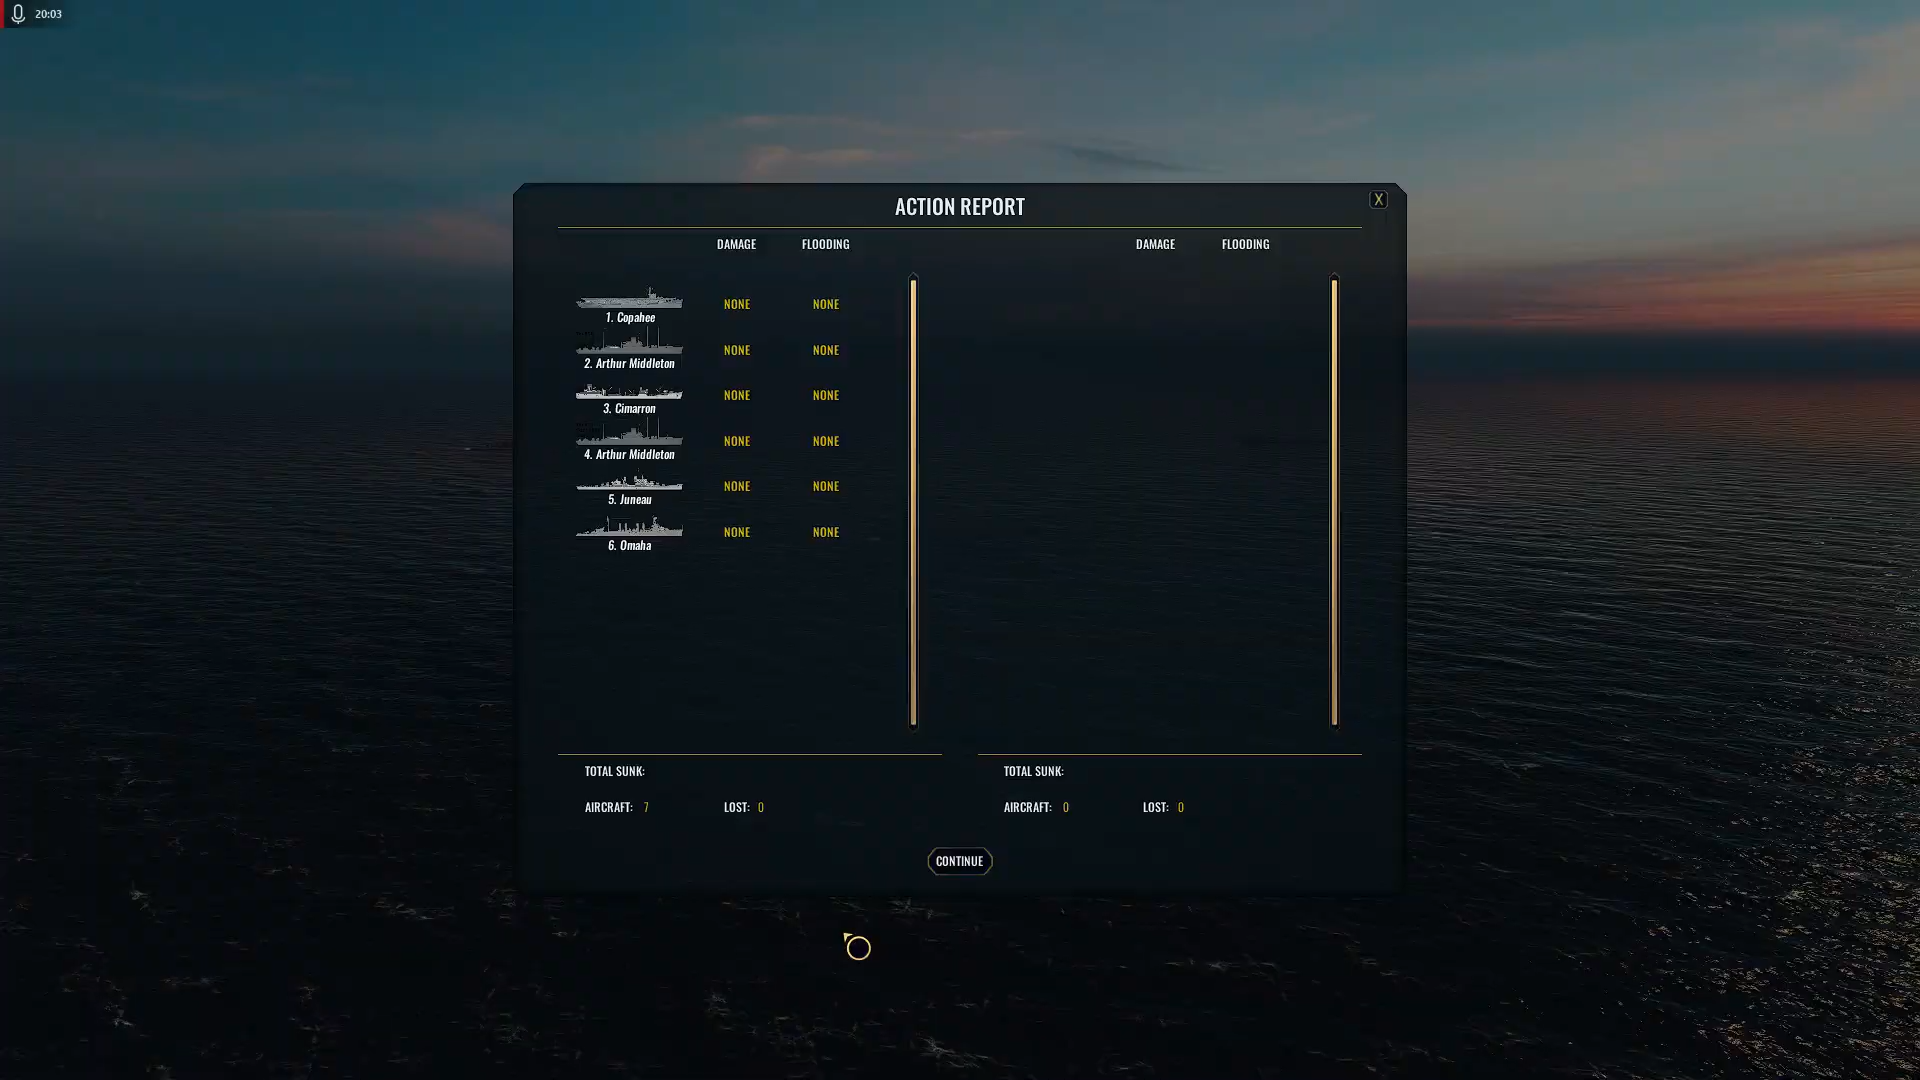 20:03
ACTION REPORT
X
DAMAGE FLOODING DAMAGE FLOODING
NONE NONE
1. Copahee
NONE NONE
2. Arthur Middleton
NONE NONE
3. Cimarron
NONE NONE
4. Arthur Middleton
NONE NONE
5. Juneau
NONE NONE
6. Omaha
TOTAL SUNK: TOTAL SUNK:
AIRCRAFT: 7 LOST: 0 AIRCRAFT: 0 LOST: 0
CONTINUE